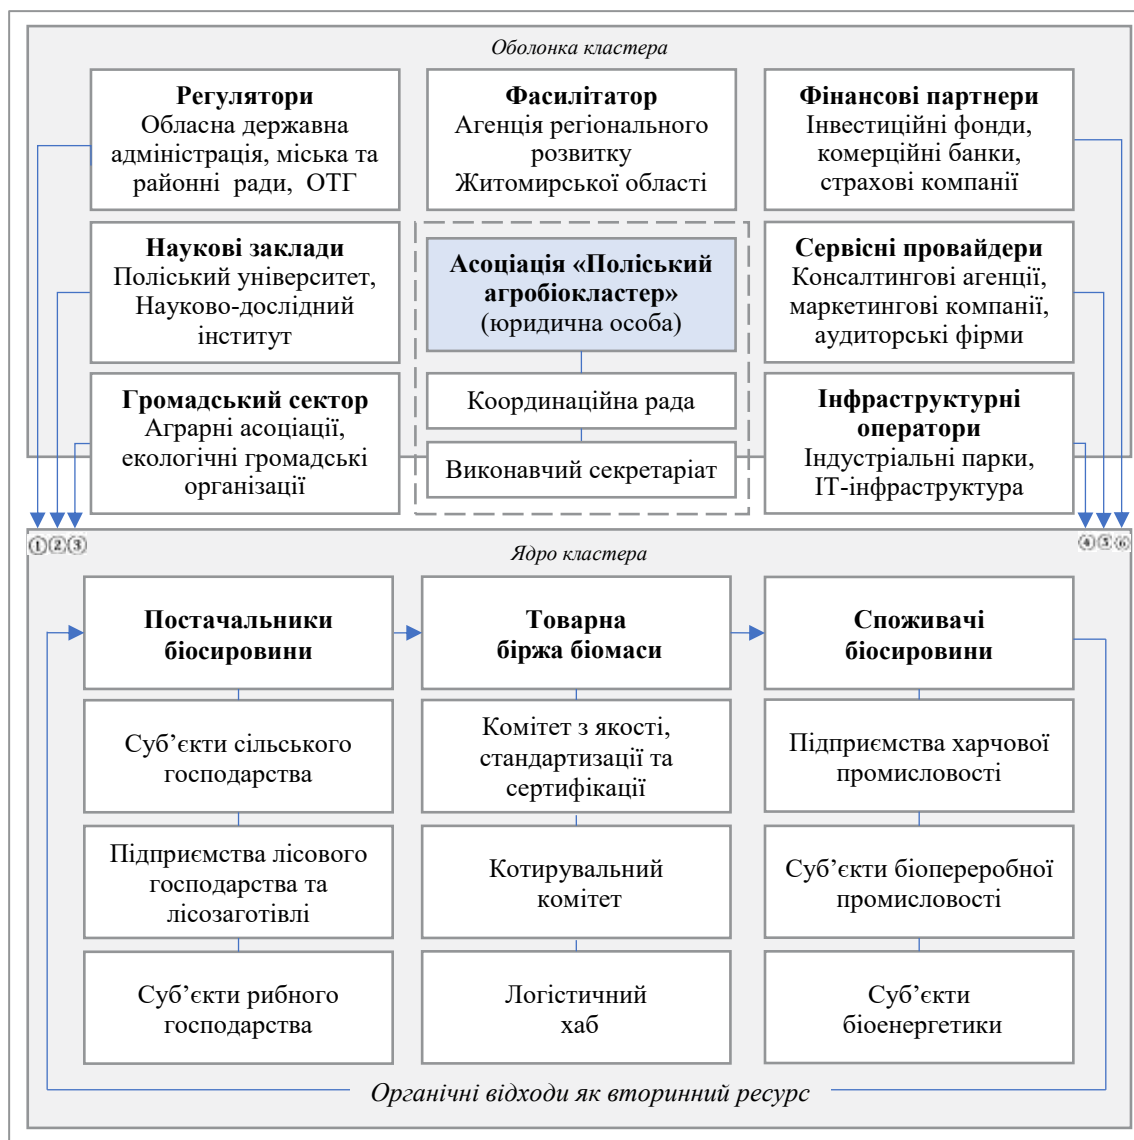 Оболонка кластера
Регулятори
Обласна державна
адміністрація, міська та
районні ради, ОТГ
Фасилітатор
Агенція регіонального
розвитку
Житомирської області
Фінансові партнери
Інвестиційні фонди,
комерційні банки,
страхові компанії
Наукові заклади
Поліський університет,
Науково-дослідний
інститут
Асоціація «Поліський
агробіокластер»
(юридична особа)
Сервісні провайдери
Консалтингові агенції,
маркетингові компанії,
аудиторські фірми
Громадський сектор
Аграрні асоціації,
екологічні громадські
організації
Координаційна рада
Виконавчий секретаріат
Інфраструктурні
оператори
Індустріальні парки,
ІТ-інфраструктура
①②③
④⑤⑥
Ядро кластера
Постачальники
біосировини
Товарна
біржа біомаси
Споживачі
біосировини
Суб’єкти сільського
господарства
Комітет з якості,
стандартизації та
сертифікації
Підприємства харчової
промисловості
Підприємства лісового
господарства та
лісозаготівлі
Котирувальний
комітет
Суб’єкти біопереробної
промисловості
Суб’єкти рибного
господарства
Логістичний
хаб
Суб’єкти
біоенергетики
Органічні відходи як вторинний ресурс